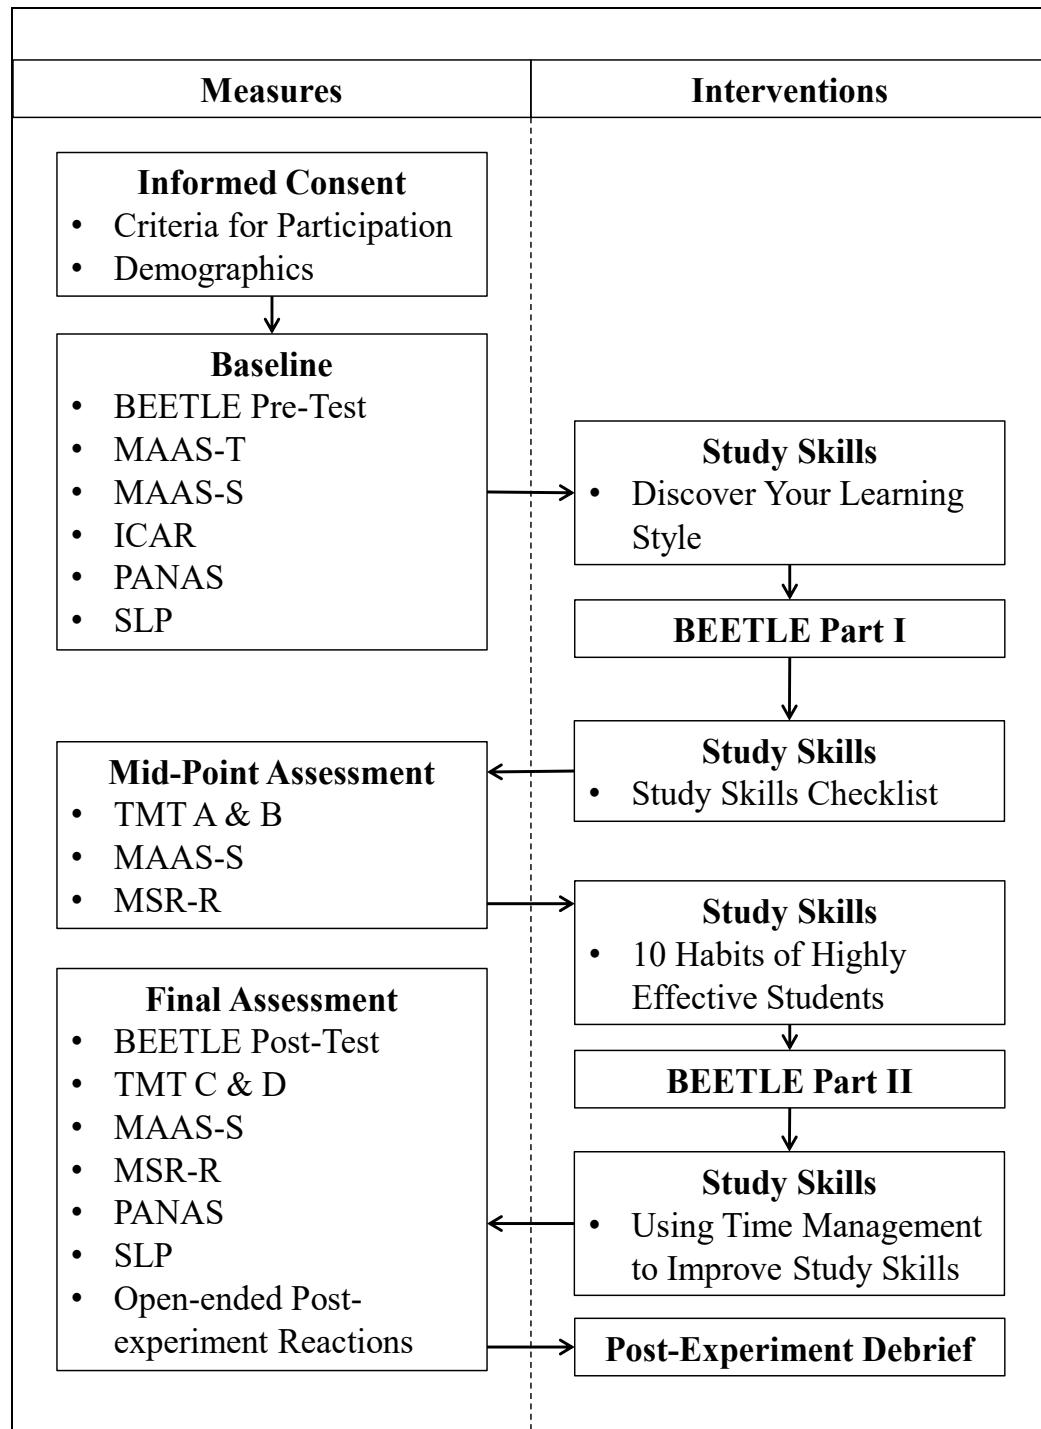 Measures
Interventions
Informed Consent
• Criteria for Participation
• Demographics
Baseline
• BEETLE Pre-Test
• MAAS-T
• MAAS-S
• ICAR
• PANAS
• SLP
Study Skills
• Discover Your Learning
Style
BEETLE Part I
Study Skills
• Study Skills Checklist
Mid-Point Assessment
• TMT A & B
• MAAS-S
• MSR-R
Study Skills
• 10 Habits of Highly
Effective Students
BEETLE Part II
Study Skills
• Using Time Management
to Improve Study Skills
Final Assessment
• BEETLE Post-Test
• TMT C & D
• MAAS-S
• MSR-R
• PANAS
• SLP
• Open-ended Post-
experiment Reactions
Post-Experiment Debrief